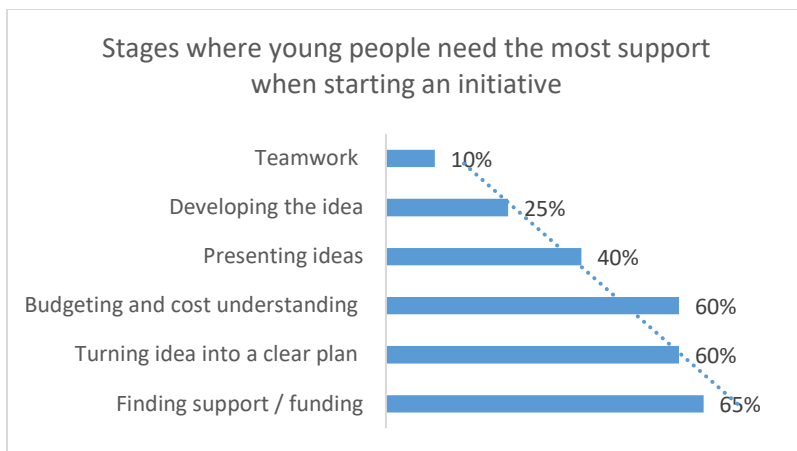 Stages where young people need the most support
when starting an initiative
Teamwork 10%
Developing the idea 25%
Presenting ideas 40%
Budgeting and cost understanding 60%
Turning idea into a clear plan 60%
Finding support / funding 65%